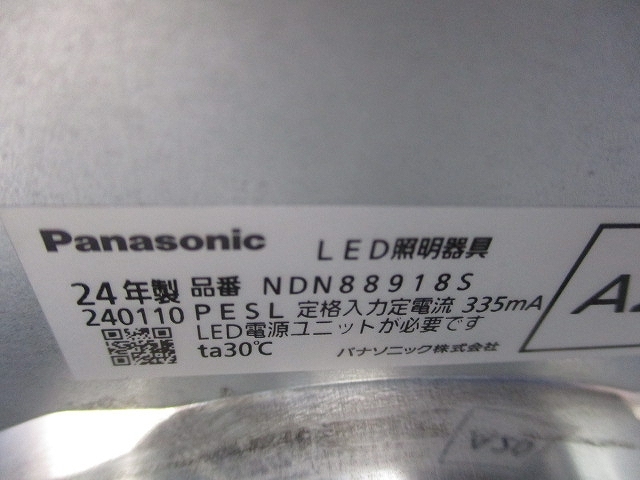 Panasonic LED照明器具
24年製 品番 NDN88918S
240110 PESL 定格入力定電流 335mA
LED電源ユニットが必要です
ta30℃ パナソニック株式会社